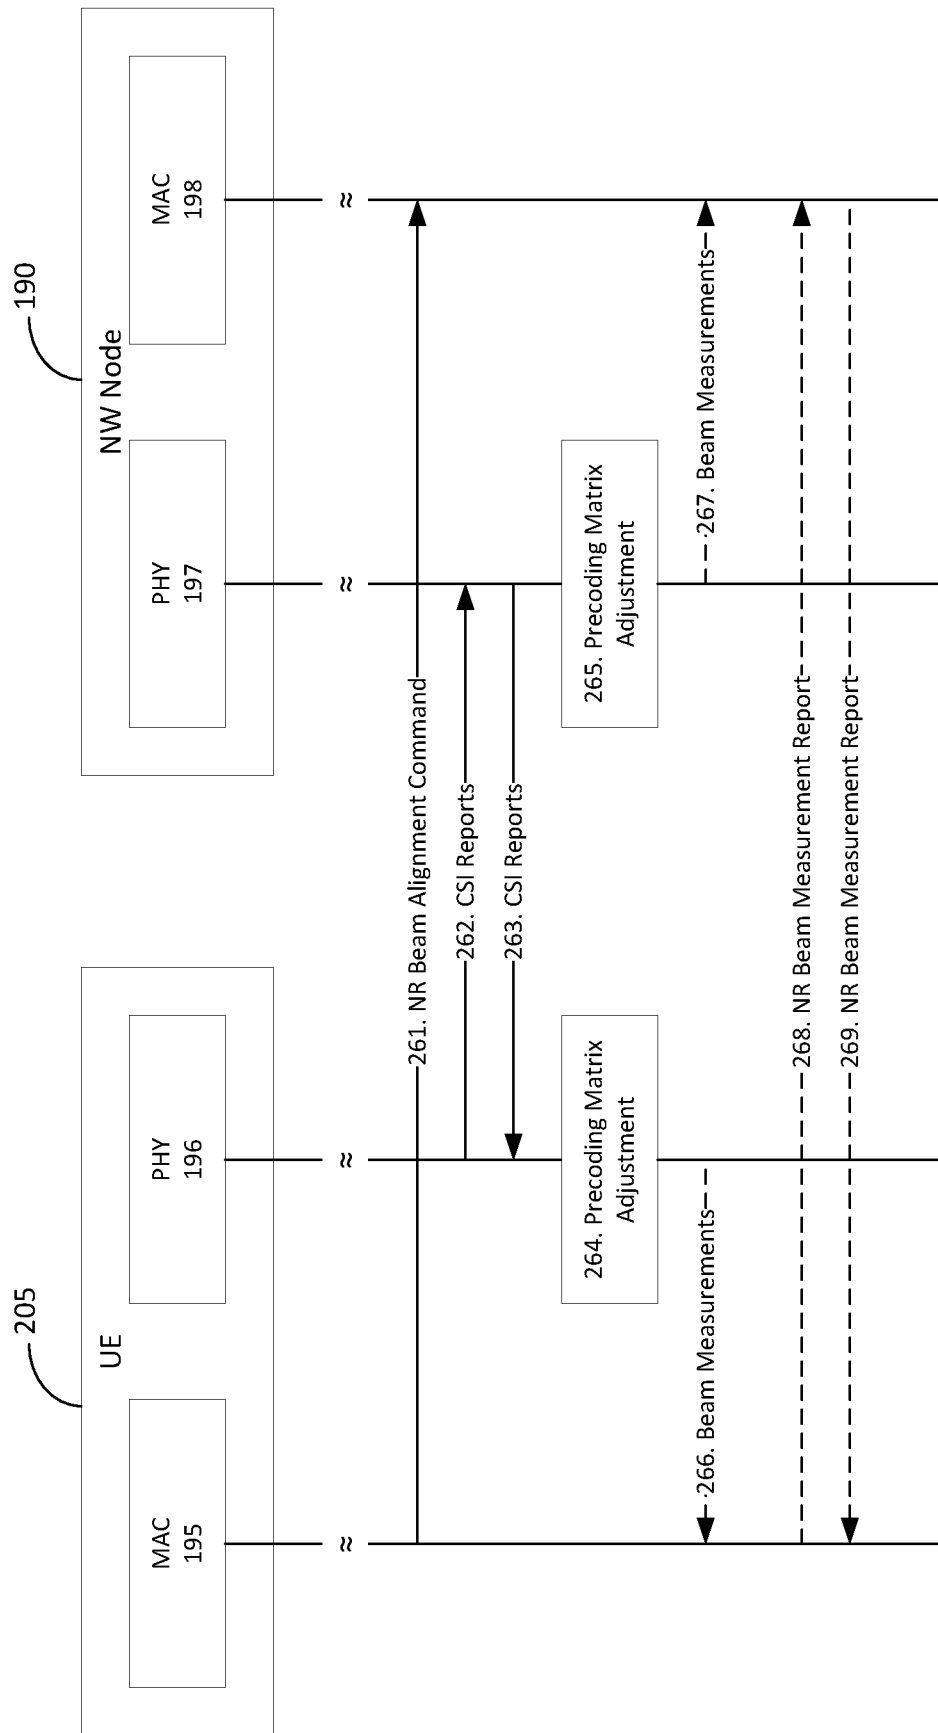 205
190
UE
NW Node
MAC
195
PHY
196
PHY
197
MAC
198
≈
≈
≈
≈
261. NR Beam Alignment Command
262. CSI Reports
263. CSI Reports
264. Precoding Matrix
Adjustment
265. Precoding Matrix
Adjustment
266. Beam Measurements
267. Beam Measurements
268. NR Beam Measurement Report
269. NR Beam Measurement Report